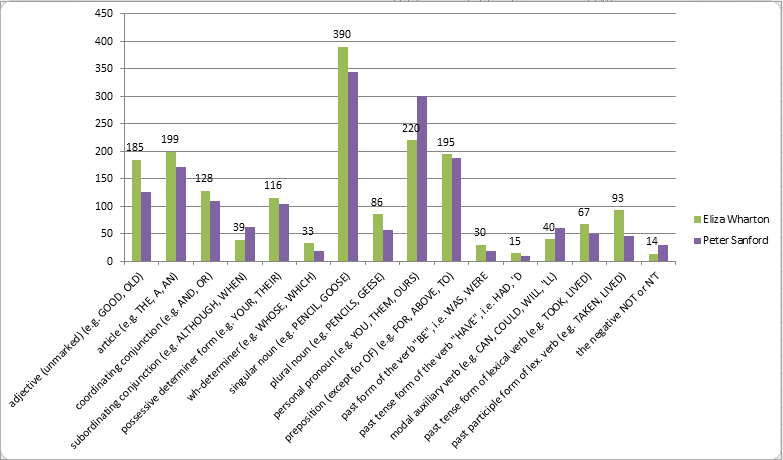 450
400
350
300
250
200
150
100
50
0
185
199
128
39
116
33
390
86
220
195
30
15
40
67
93
14
adjective (unmarked) (e.g. GOOD, OLD)
article (e.g. THE, A, AN)
coordinating conjunction (e.g. AND, OR)
subordinating conjunction (e.g. ALTHOUGH, WHEN)
possessive determiner form (e.g. YOUR, THEIR)
wh-determiner (e.g. WHOSE, WHICH)
singular noun (e.g. PENCIL, GOOSE)
plural noun (e.g. PENCILS, GEESE)
personal pronoun (e.g. YOU, THEM, OURS)
preposition (except for OF) (e.g. FOR, ABOVE, TO)
past form of the verb "BE", i.e. WAS, WERE
past tense form of the verb "HAVE", i.e. HAD, 'D
modal auxiliary verb (e.g. CAN, COULD, WILL, 'LL)
past tense form of lexical verb (e.g. TOOK, LIVED)
past participle form of lex. verb (e.g. TAKEN, LIVED)
the negative NOT or N'T
Eliza Wharton
Peter Sanford